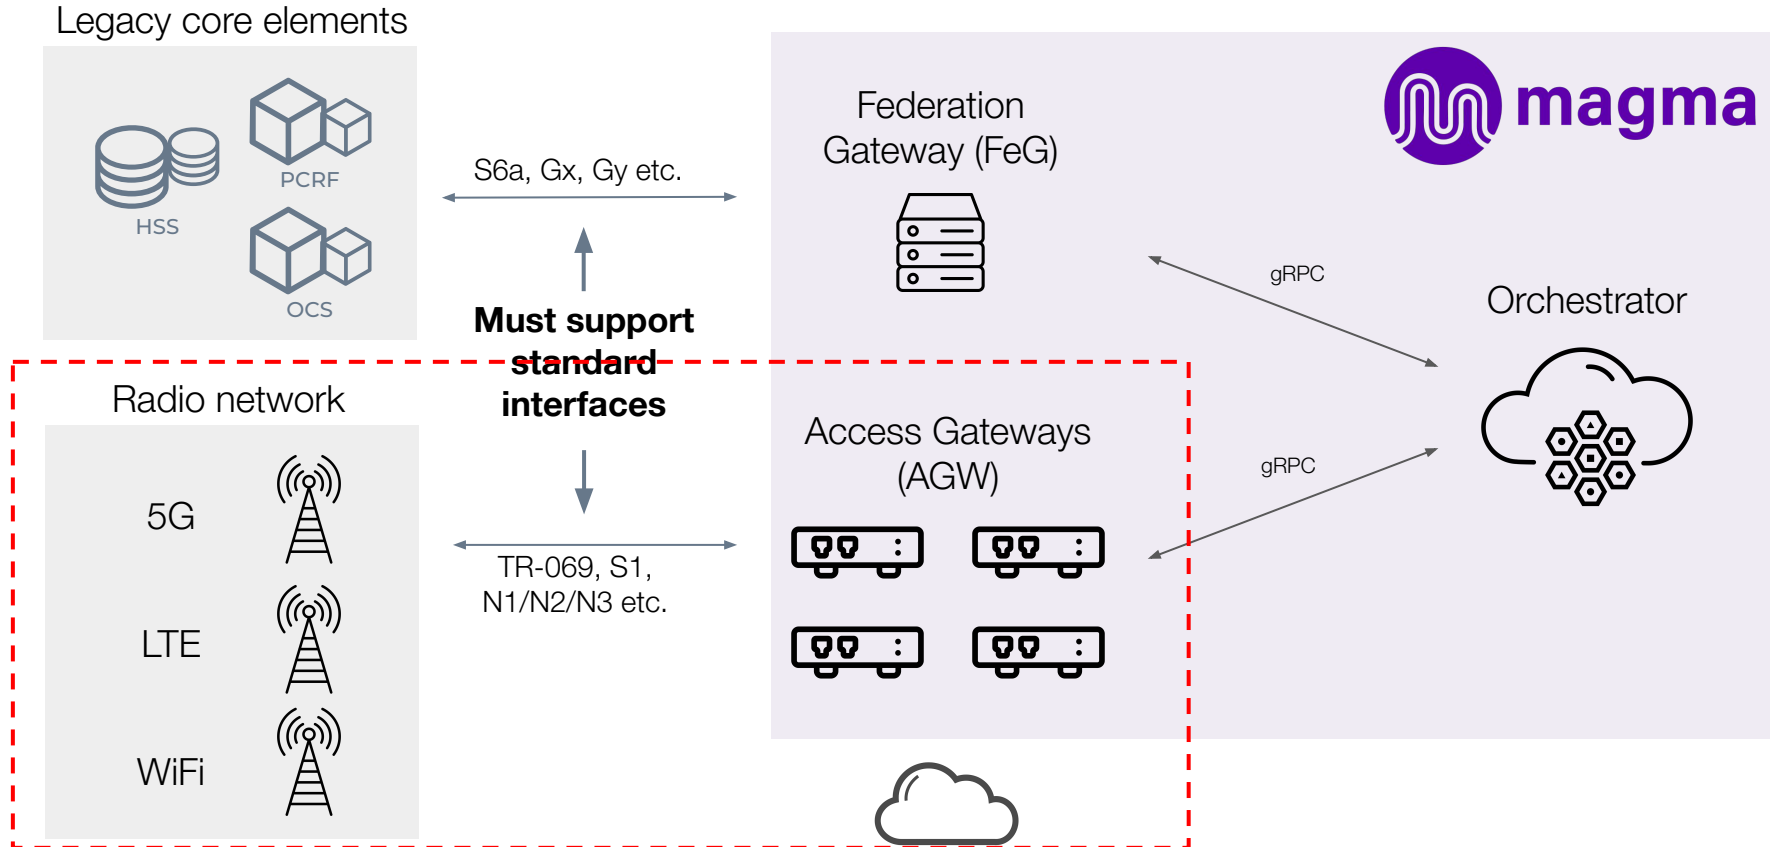 Legacy core elements
HSS
PCRF
OCS
S6a, Gx, Gy etc.
Must support
standard
interfaces
Federation
Gateway (FeG)
magma
gRPC
Orchestrator
Radio network
5G
LTE
WiFi
TR-069, S1,
N1/N2/N3 etc.
Access Gateways
(AGW)
gRPC